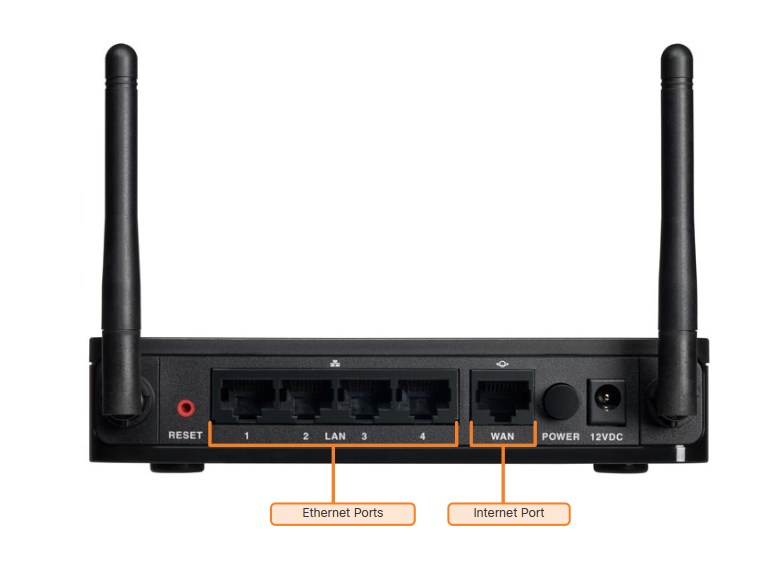 RESET 1 2 LAN 3 4 WAN POWER 12VDC
Ethernet Ports Internet Port